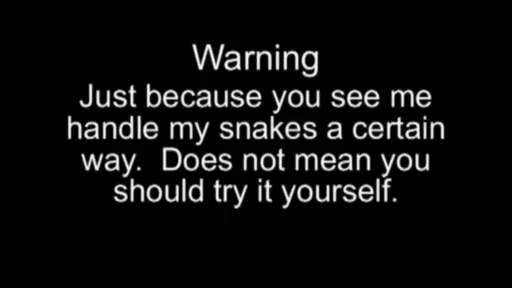 Warning
Just because you see me
handle my snakes a certain
way.  Does not mean you
should try it yourself.